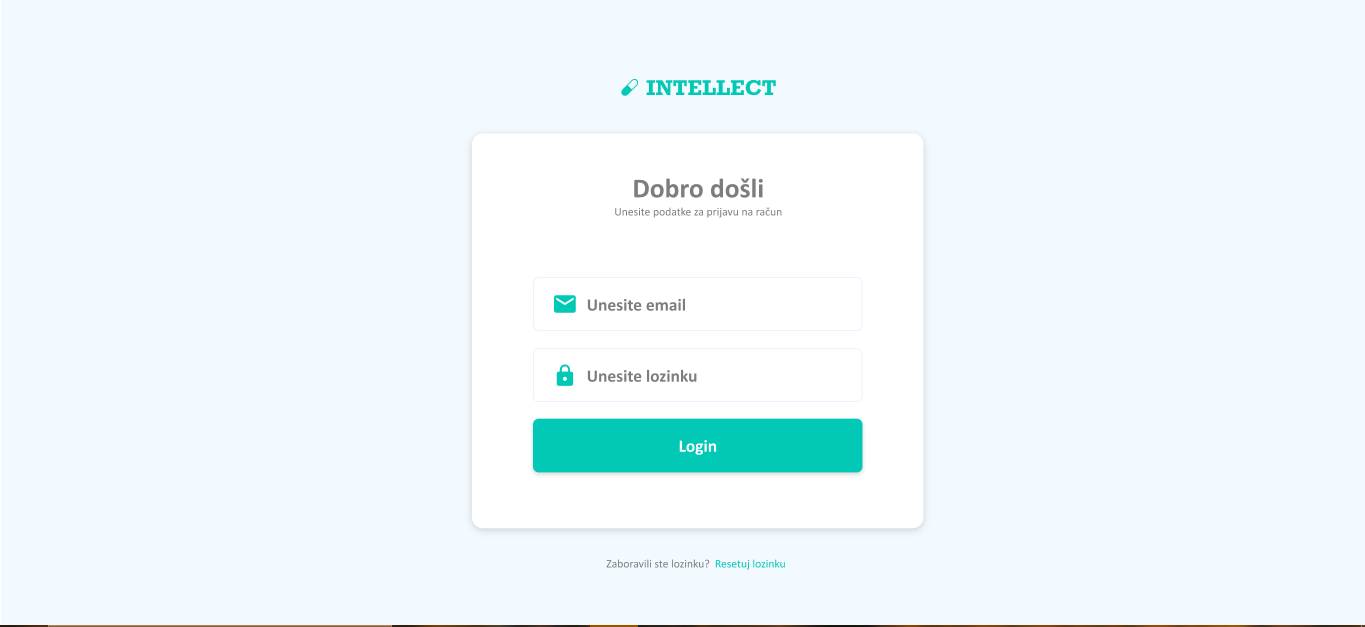 INTELLECT
Dobro došli
Unesite podatke za prijavu na račun
Unesite email
Unesite lozinku
Login
Zaboravili ste lozinku? Resetuj lozinku